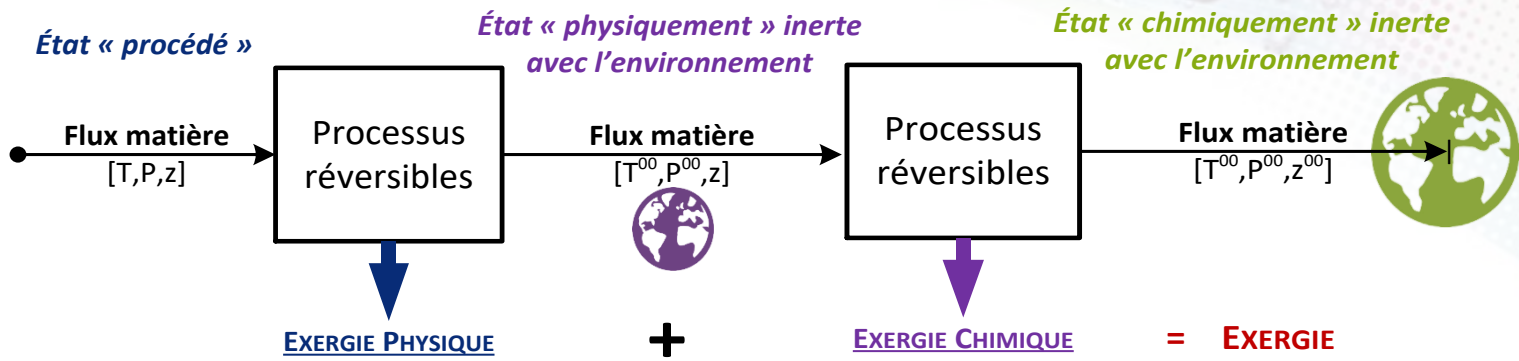 État « procédé »
État « physiquement » inerte
avec l’environnement
État « chimiquement » inerte
avec l’environnement
Flux matière
[T,P,z]
Processus
réversibles
Flux matière
[T⁰⁰,P⁰⁰,z]
Processus
réversibles
Flux matière
[T⁰⁰,P⁰⁰,z⁰⁰]
EXERGIE PHYSIQUE + EXERGIE CHIMIQUE = EXERGIE